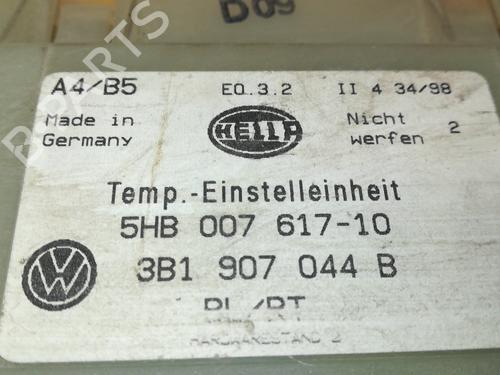 D09
A4/B5 EQ.3.2 II 4 34/98
Made in Germany HELLA Nicht werfen 2
Temp.-Einstelleinheit
5HB 007 617-10
3B1 907 044 B